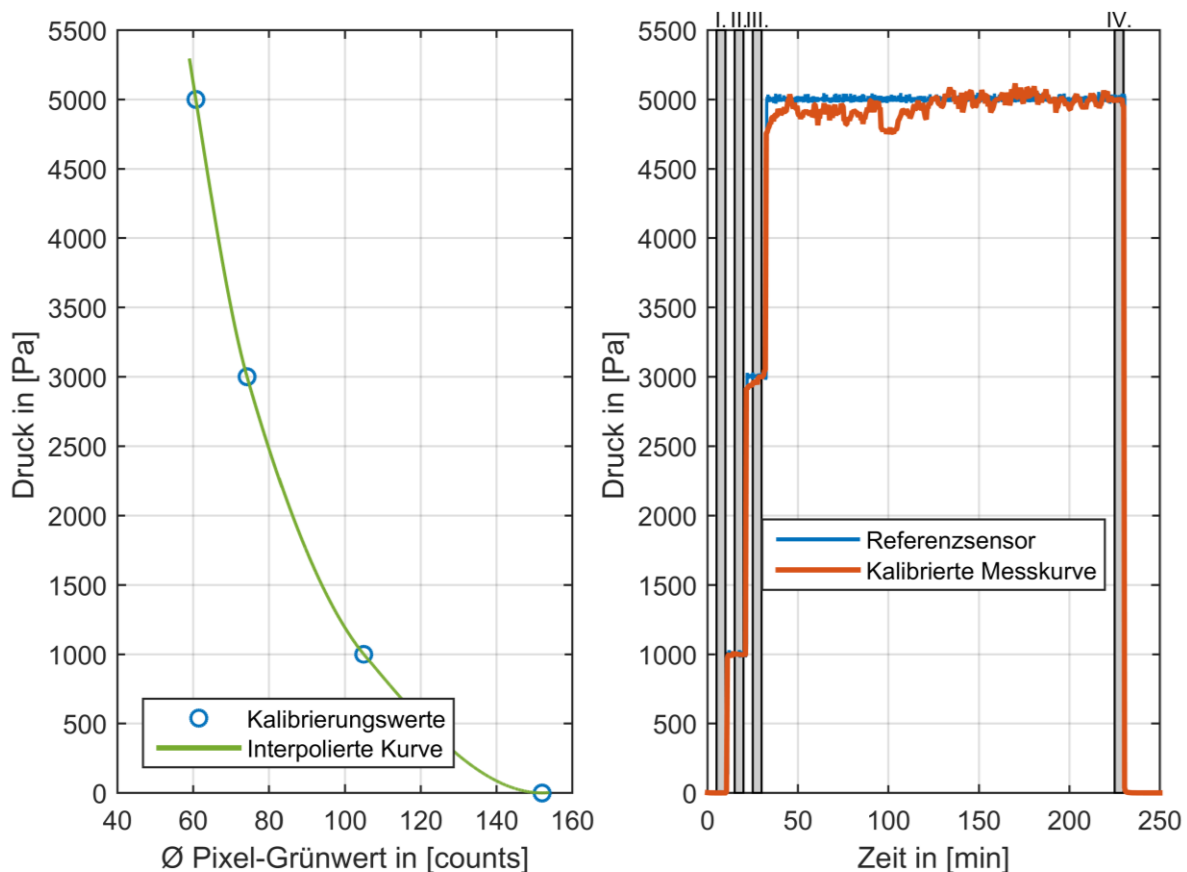 5500
5000
4500
4000
3500
3000
2500
2000
1500
1000
500
0
40 60 80 100 120 140 160
Druck in [Pa]
Ø Pixel-Grünwert in [counts]
Kalibrierungswerte
Interpolierte Kurve
I. II. III. IV.
5500
5000
4500
4000
3500
3000
2500
2000
1500
1000
500
0
0 50 100 150 200 250
Druck in [Pa]
Zeit in [min]
Referenzsensor
Kalibrierte Messkurve